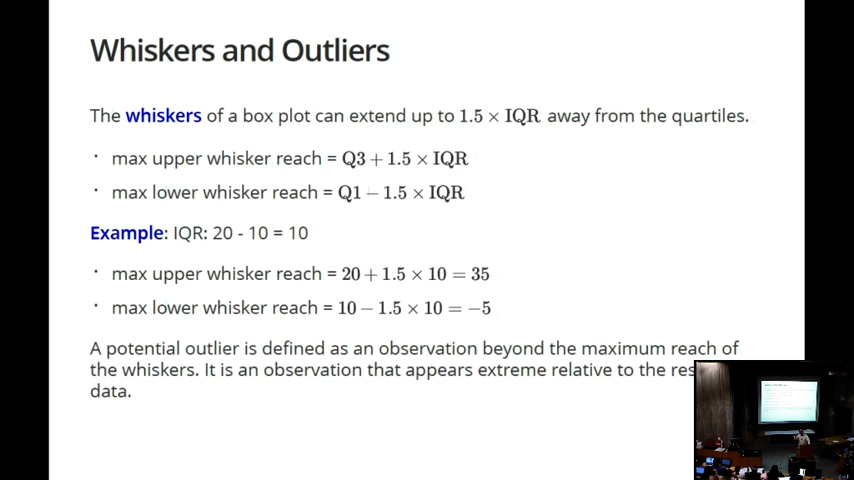 Whiskers and Outliers
The whiskers of a box plot can extend up to 1.5 × IQR away from the quartiles.
· max upper whisker reach = Q3 + 1.5 × IQR
· max lower whisker reach = Q1 − 1.5 × IQR
Example: IQR: 20 - 10 = 10
· max upper whisker reach = 20 + 1.5 × 10 = 35
· max lower whisker reach = 10 − 1.5 × 10 = −5
A potential outlier is defined as an observation beyond the maximum reach of
the whiskers. It is an observation that appears extreme relative to the
data.